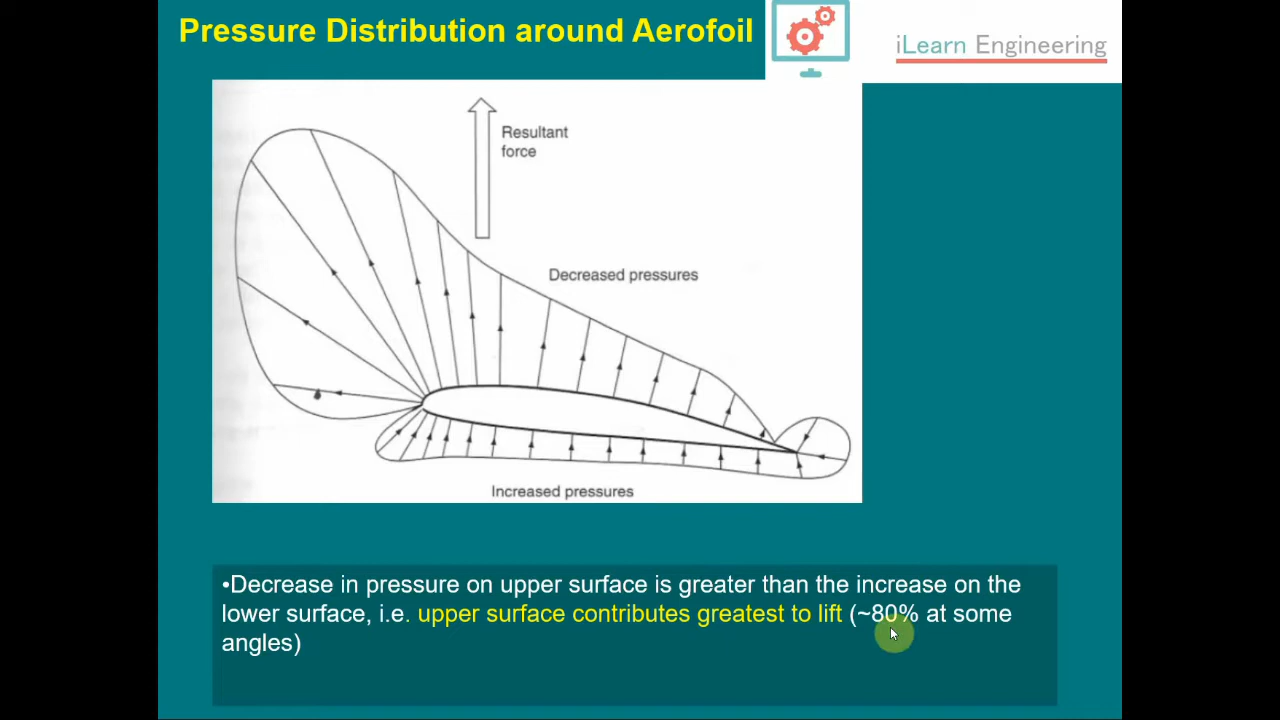 Pressure Distribution around Aerofoil
iLearn Engineering
Resultant
force
Decreased pressures
Increased pressures
•Decrease in pressure on upper surface is greater than the increase on the
lower surface, i.e. upper surface contributes greatest to lift (~80% at some
angles)